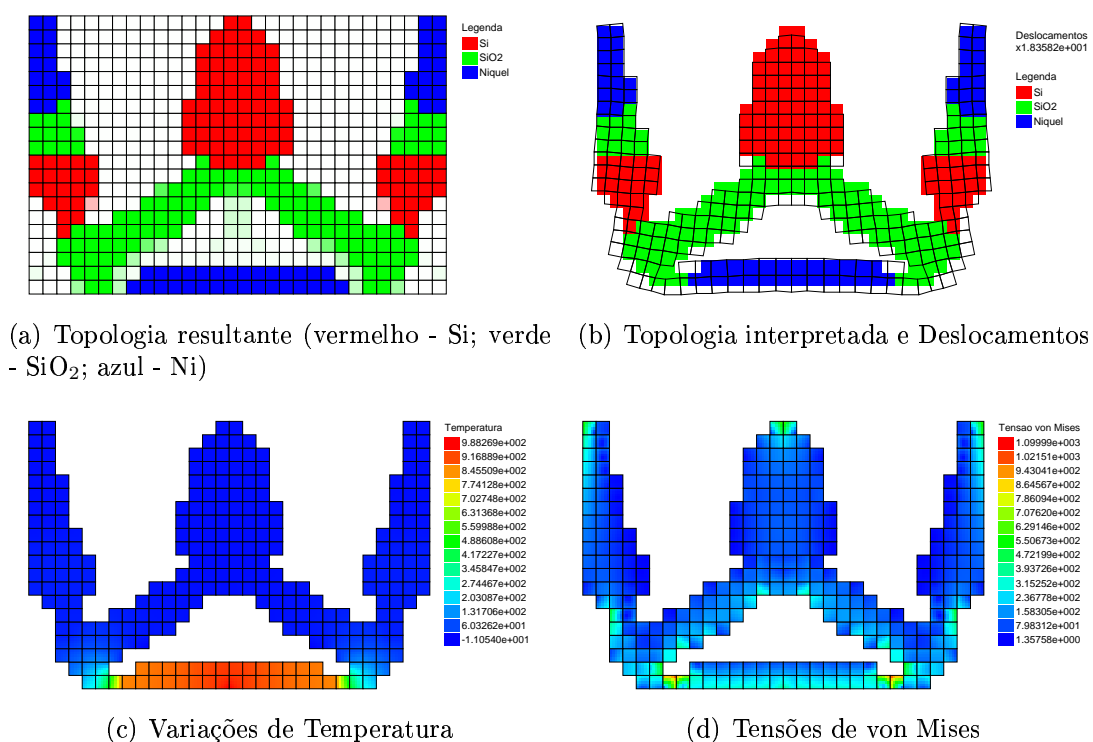 Legenda
Si
SiO2
Niquel
Deslocamentos
x1.83582e+001
Legenda
Si
SiO2
Niquel
(a) Topologia resultante (vermelho - Si; verde
- SiO₂; azul - Ni)
(b) Topologia interpretada e Deslocamentos
Temperatura
9.88269e+002
9.16889e+002
8.45509e+002
7.74128e+002
7.02748e+002
6.31368e+002
5.59988e+002
4.88608e+002
4.17227e+002
3.45847e+002
2.74467e+002
2.03087e+002
1.31706e+002
6.03262e+001
-1.10540e+001
Tensao von Mises
1.09999e+003
1.02151e+003
9.43041e+002
8.64567e+002
7.86094e+002
7.07620e+002
6.29146e+002
5.50673e+002
4.72199e+002
3.93726e+002
3.15252e+002
2.36778e+002
1.58305e+002
7.98312e+001
1.35758e+000
(c) Variações de Temperatura
(d) Tensões de von Mises